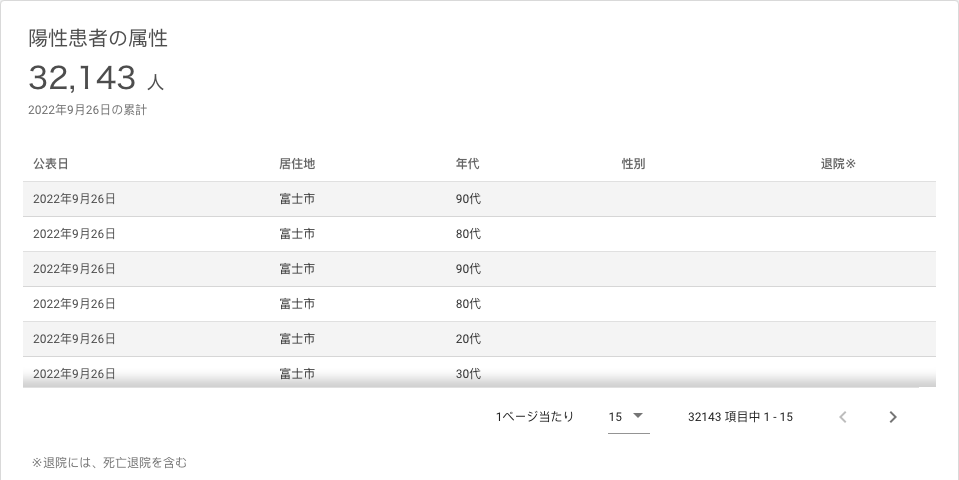 陽性患者の属性
32,143 人
2022年9月26日の累計
公表日 居住地 年代 性別 退院※
2022年9月26日 富士市 90代
2022年9月26日 富士市 80代
2022年9月26日 富士市 90代
2022年9月26日 富士市 80代
2022年9月26日 富士市 20代
2022年9月26日 富士市 30代
1ページ当たり 15 32143 項目中 1 - 15
※退院には、死亡退院を含む